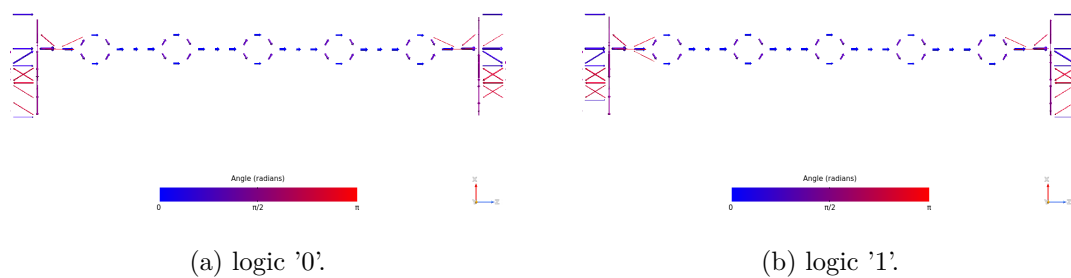 Angle (radians)
0 π/2 π
(a) logic '0'.
Angle (radians)
0 π/2 π
(b) logic '1'.